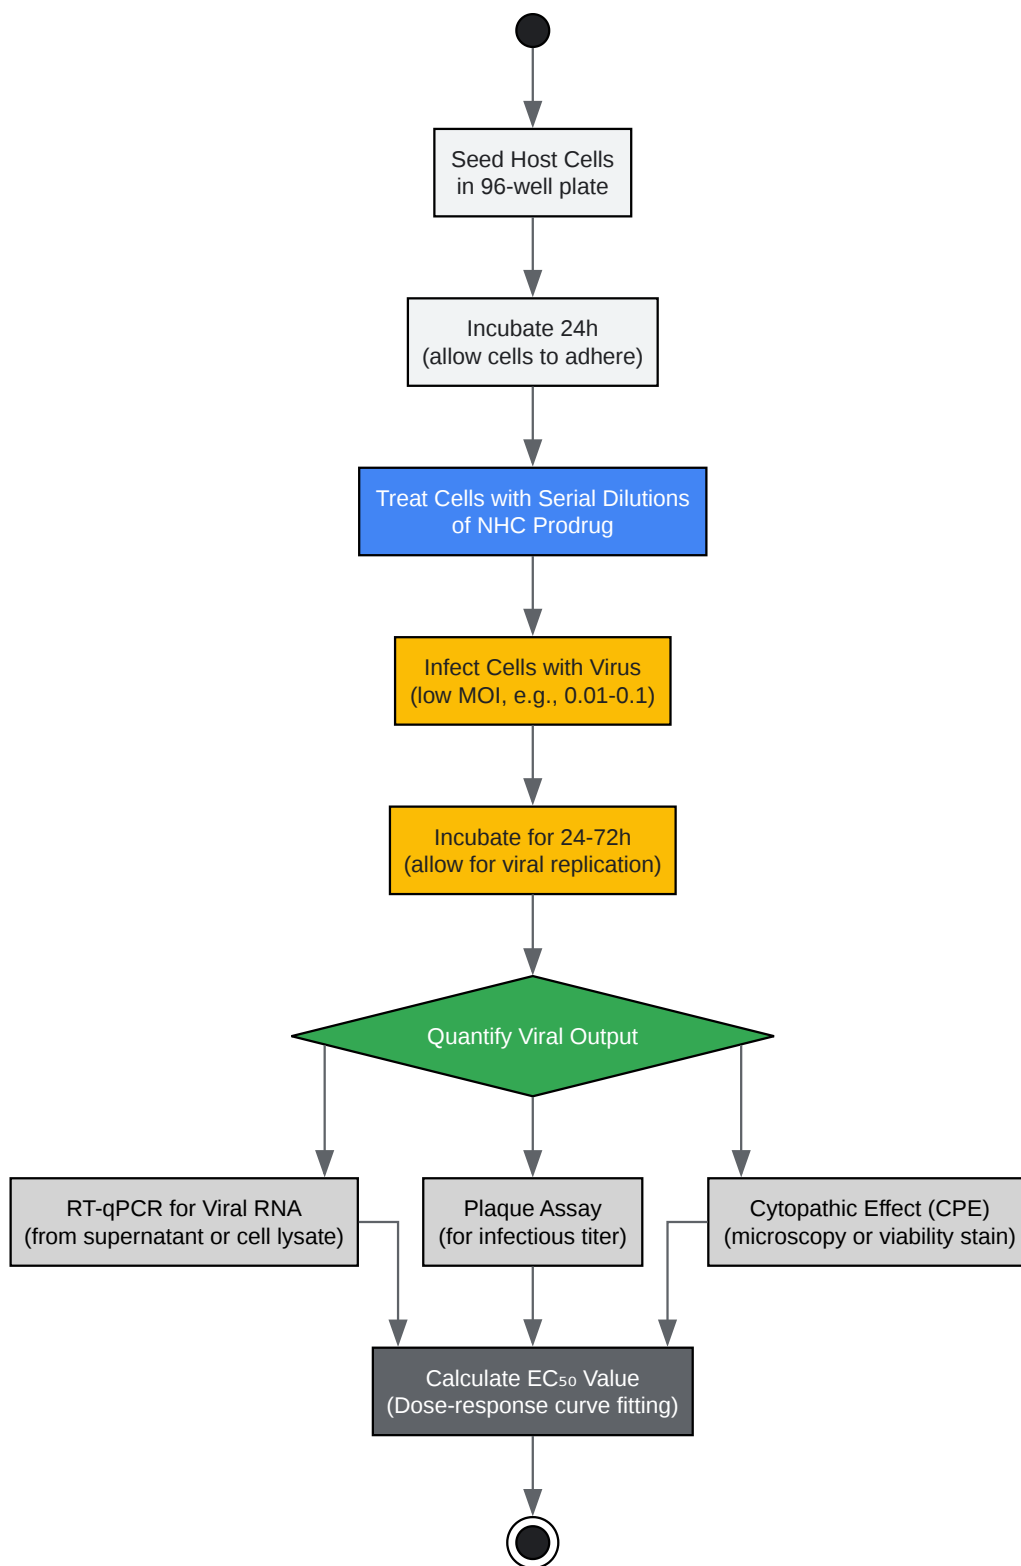 Seed Host Cells
in 96-well plate
Incubate 24h
(allow cells to adhere)
Treat Cells with Serial Dilutions
of NHC Prodrug
Infect Cells with Virus
(low MOI, e.g., 0.01-0.1)
Incubate for 24-72h
(allow for viral replication)
Quantify Viral Output
RT-qPCR for Viral RNA
(from supernatant or cell lysate)
Plaque Assay
(for infectious titer)
Cytopathic Effect (CPE)
(microscopy or viability stain)
Calculate EC₅₀ Value
(Dose-response curve fitting)